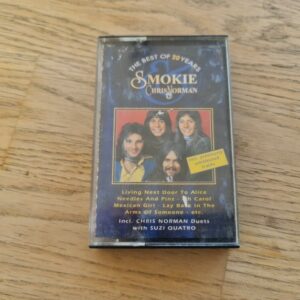 THE BEST OF 20 YEARS
SMOKIE
CHRIS NORMAN
Living Next Door To Alice
Needles And Pins - Oh Carol
Mexican Girl - Lay Back In The
Arms Of Someone - etc.
Incl. CHRIS NORMAN Duets
with SUZI QUATRO